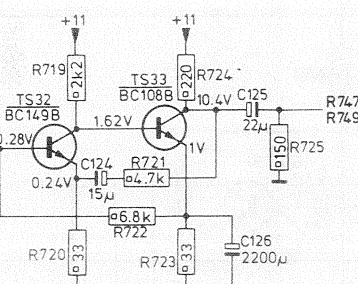 +11 +11
R719
2k2
TS33
BC108B
220
R724
TS32
BC149B
10.4V
C125
22µ
R747
R749
1.62V
0.28V
1V
150
R725
C124
15µ
R721
4.7k
0.24V
6.8k
R722
R720
33
R723
33
C126
2200µ